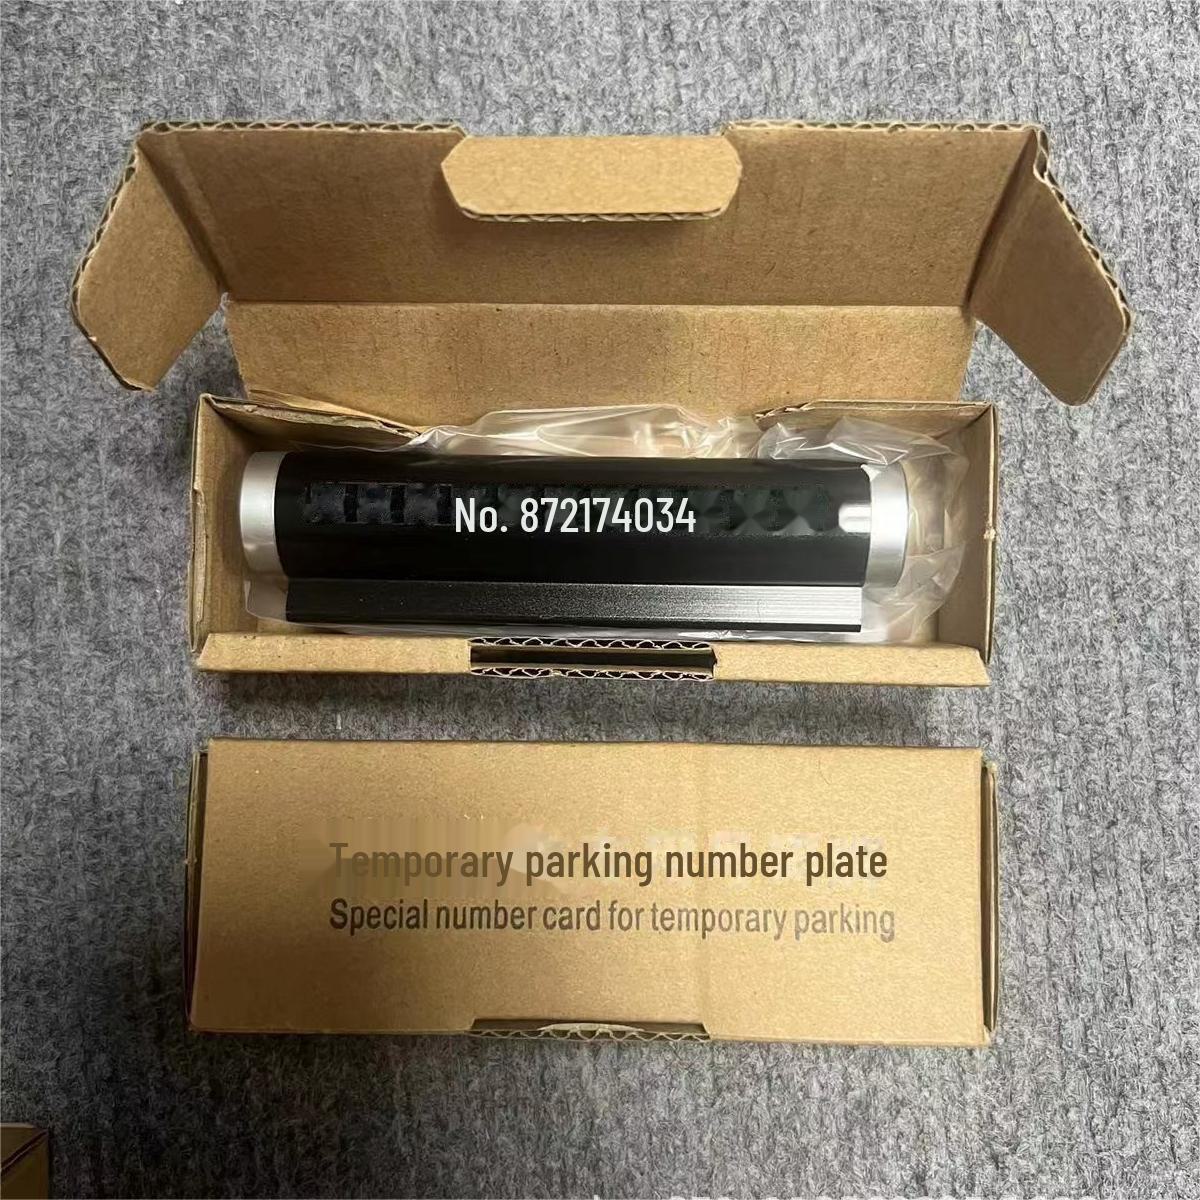 No. 872174034
Temporary parking number plate
Special number card for temporary parking